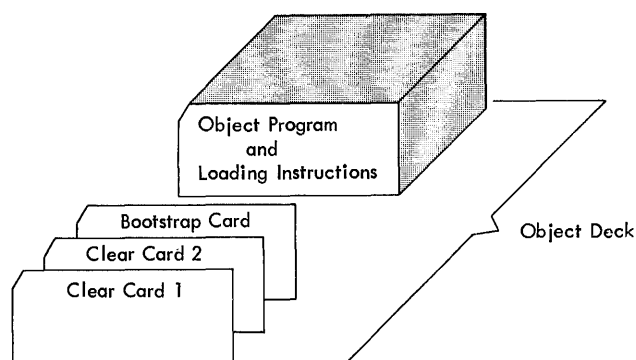 Object Program
and
Loading Instructions
Bootstrap Card
Clear Card 2
Clear Card 1
Object Deck